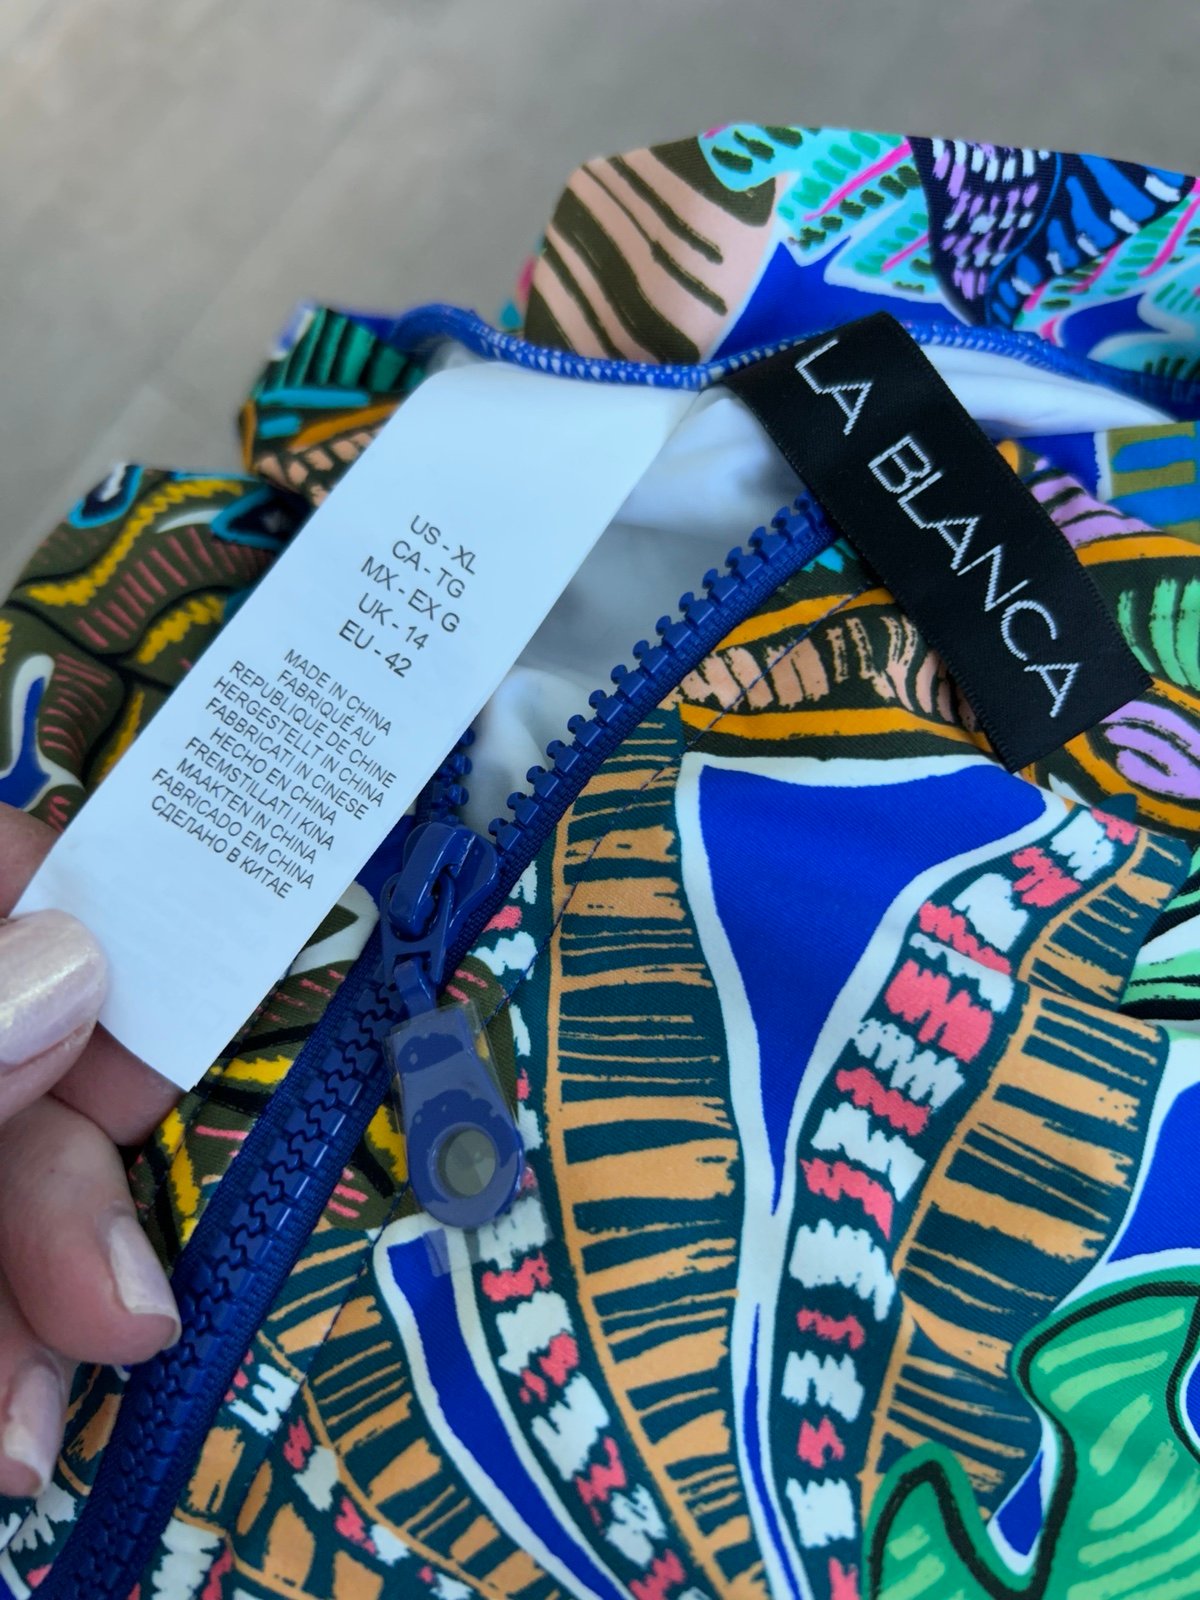 LA BLANCA
US - XL
CA - TG
MX - EX G
UK - 14
EU - 42
MADE IN CHINA
FABRIQUÉ AU
REPUBLIQUE DE CHINE
HERGESTELLT IN CHINA
FABBRICATI IN CINESE
HECHO EN CHINA
FREMSTILLAT I KINA
MAAKTEN IN CHINA
FABRICADO EM CHINA
СДЕЛАНО В КИТАЕ